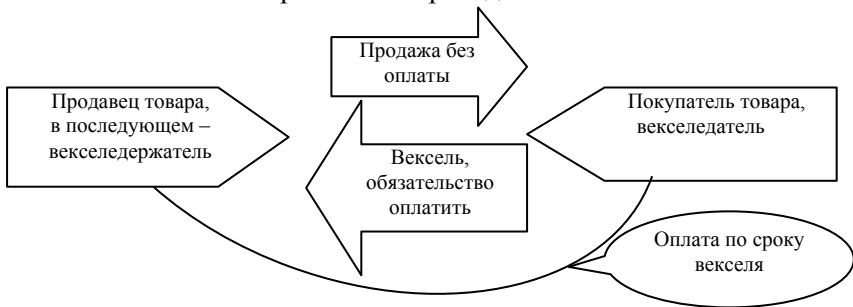 Продажа без
оплаты
Продавец товара,
в последующем –
векселедержатель
Покупатель товара,
векселедатель
Вексель,
обязательство
оплатить
Оплата по сроку
векселя